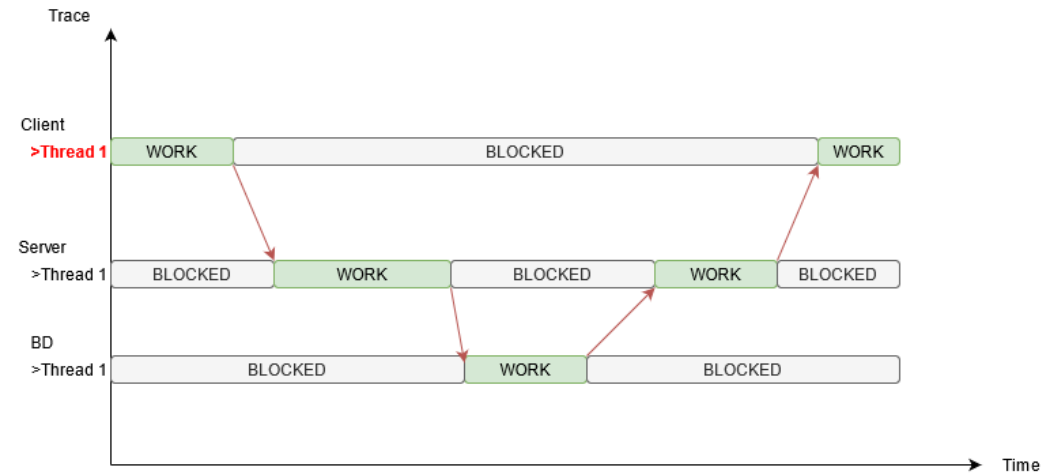 Trace
Client
>Thread 1 WORK BLOCKED WORK
Server
>Thread 1 BLOCKED WORK BLOCKED WORK BLOCKED
BD
>Thread 1 BLOCKED WORK BLOCKED
Time